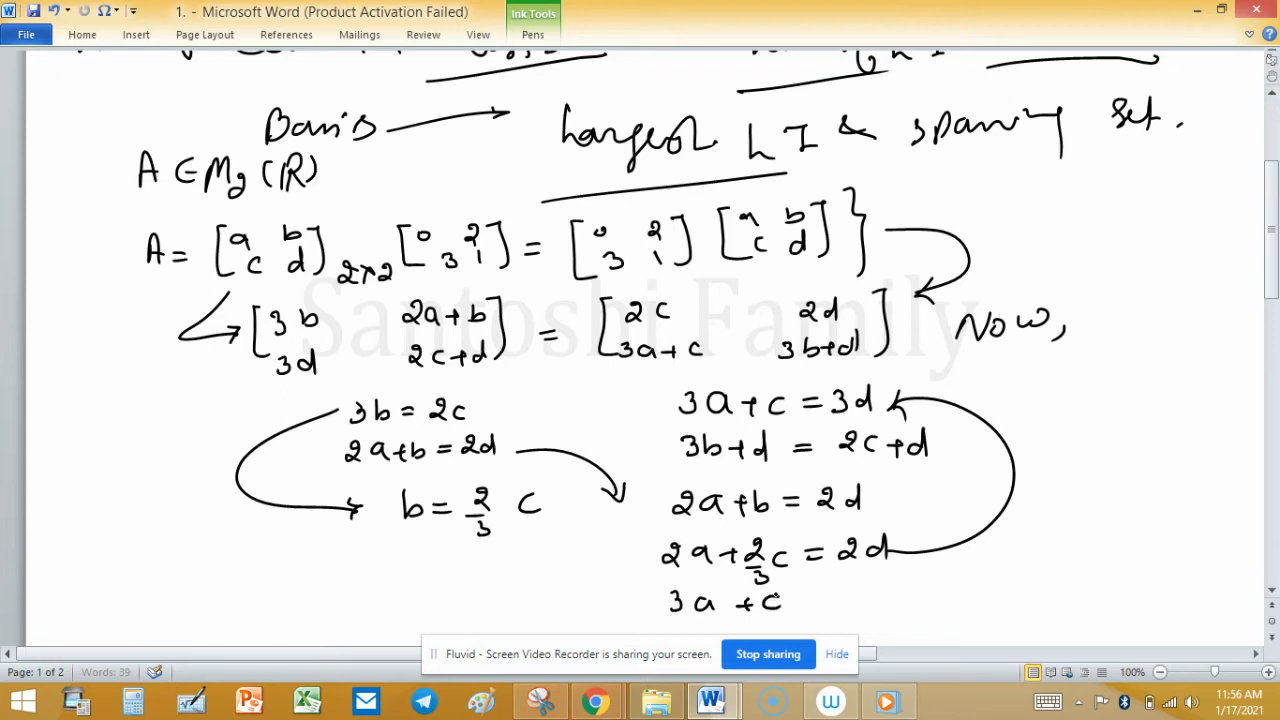 1. - Microsoft Word (Product Activation Failed)
Ink Tools
File Home Insert Page Layout References Mailings Review View Pens
Basis → Largest LI & spanning set.
A ∈ M₂(R)
A = [a b; c d]₂ₓ₂ [0 2; 3 1] = [0 2; 3 1] [a b; c d] }
[3b 2a+b; 3d 2c+d] = [2c 2d; 3a+c 3b+d] Now,
3b = 2c
2a+b = 2d
b = 2/3 c
3a+c = 3d
3b+d = 2c+d
2a+b = 2d
2a+2/3c = 2d
3a + c
Santoshi Family
Fluvid - Screen Video Recorder is sharing your screen. Stop sharing Hide
Page: 1 of 2 Words: 39 100%
11:56 AM
1/17/2021